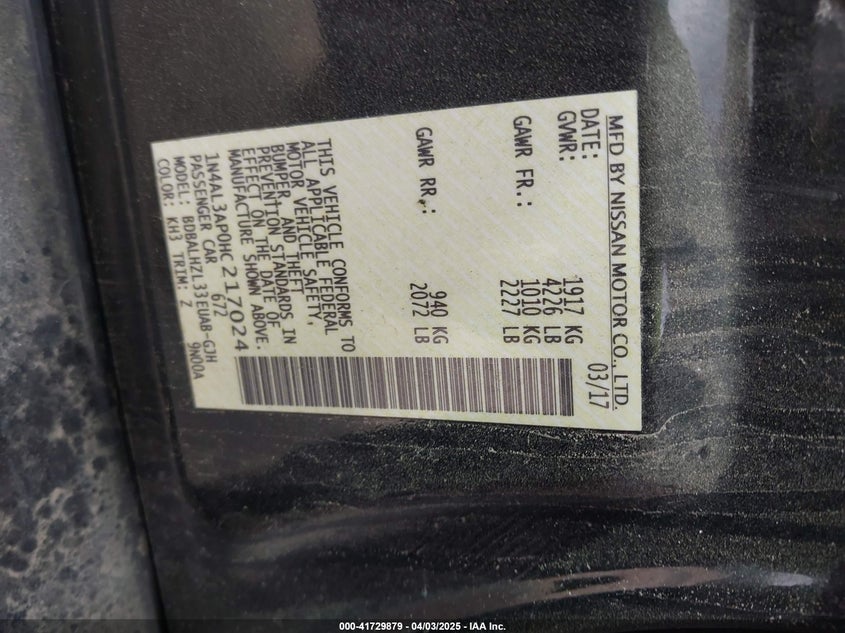 MFD BY NISSAN MOTOR CO., LTD.
DATE: 03/17
GVWR: 1917 KG
4226 LB
GAWR FR.: 1010 KG
2227 LB
GAWR RR.: 940 KG
2072 LB
THIS VEHICLE CONFORMS TO
ALL APPLICABLE FEDERAL
MOTOR VEHICLE SAFETY,
BUMPER, AND THEFT
PREVENTION STANDARDS IN
EFFECT ON THE DATE OF
MANUFACTURE SHOWN ABOVE.
1N4AL3AP0HC217024
PASSENGER CAR 672
MODEL: BDBALHZL33EUAB-GJH
COLOR: KH3 TRIM: Z 9N00A
000-41729879 - 04/03/2025 - IAA Inc.